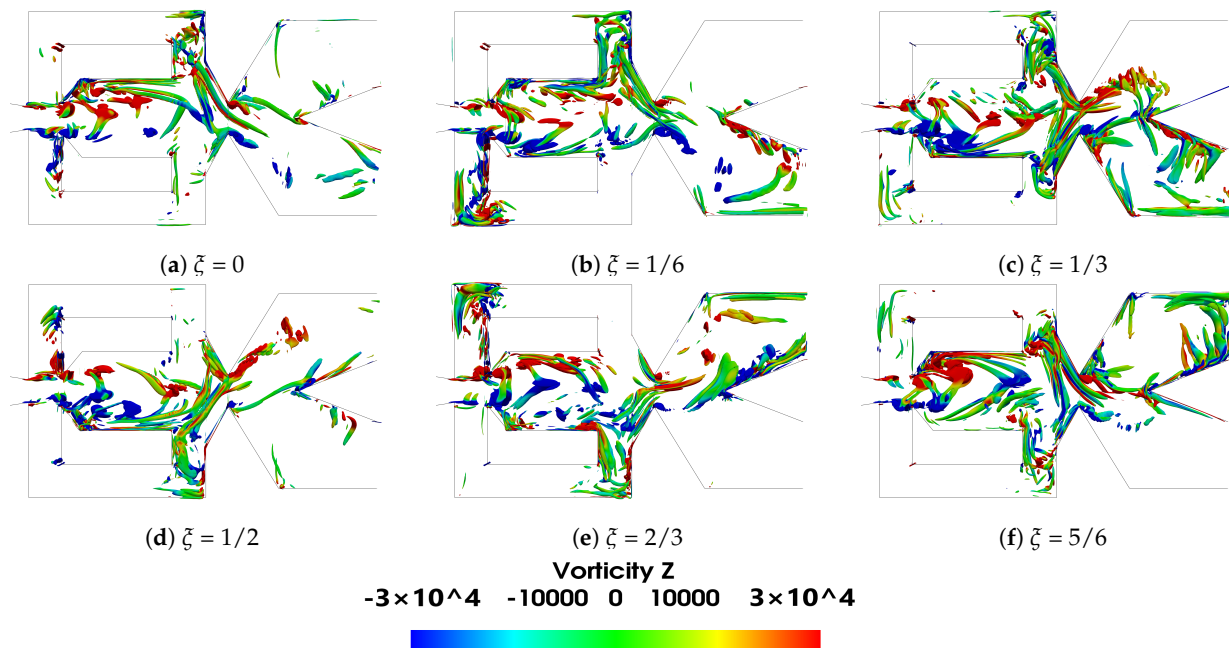 (a) ξ = 0
(b) ξ = 1/6
(c) ξ = 1/3
(d) ξ = 1/2
(e) ξ = 2/3
(f) ξ = 5/6
Vorticity Z
-3×10^4 -10000 0 10000 3×10^4